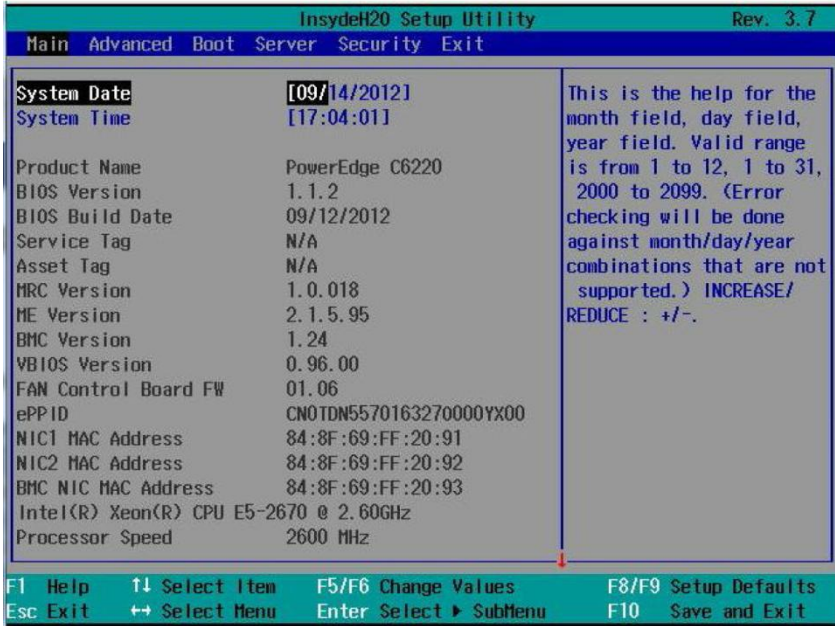 InsydeH20 Setup Utility Rev. 3.7
Main Advanced Boot Server Security Exit
System Date [09/14/2012]
System Time [17:04:01]
Product Name PowerEdge C6220
BIOS Version 1.1.2
BIOS Build Date 09/12/2012
Service Tag N/A
Asset Tag N/A
MRC Version 1.0.018
ME Version 2.1.5.95
BMC Version 1.24
VBIOS Version 0.96.00
FAN Control Board FW 01.06
ePPID CN0TDN5570163270000YX00
NIC1 MAC Address 84:8F:69:FF:20:91
NIC2 MAC Address 84:8F:69:FF:20:92
BMC NIC MAC Address 84:8F:69:FF:20:93
Intel(R) Xeon(R) CPU E5-2670 @ 2.60GHz
Processor Speed 2600 MHz
This is the help for the
month field, day field,
year field. Valid range
is from 1 to 12, 1 to 31,
2000 to 2099. (Error
checking will be done
against month/day/year
combinations that are not
supported.) INCREASE/
REDUCE : +/-.
F1 Help ↑↓ Select Item F5/F6 Change Values F8/F9 Setup Defaults
Esc Exit ↔ Select Menu Enter Select ▶ SubMenu F10 Save and Exit